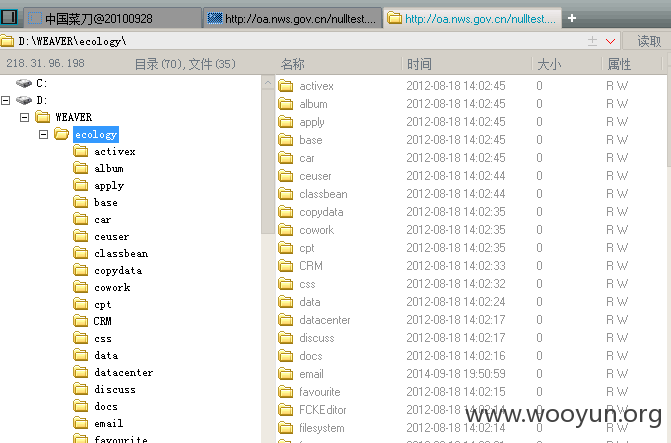 中国菜刀@20100928 http://oa.nws.gov.cn/nulltest.... http://oa.nws.gov.cn/nulltest....
D:\WEAVER\ecology\ 读取
218.31.96.198 目录(70),文件(35) 名称 时间 大小 属性
C:
D:
WEAVER
ecology
activex
album
apply
base
car
ceuser
classbean
copydata
cowork
cpt
CRM
css
data
datacenter
discuss
docs
email
favourite
activex 2012-08-18 14:02:45 0 R W
album 2012-08-18 14:02:45 0 R W
apply 2012-08-18 14:02:45 0 R W
base 2012-08-18 14:02:45 0 R W
car 2012-08-18 14:02:45 0 R W
ceuser 2012-08-18 14:02:44 0 R W
classbean 2012-08-18 14:02:44 0 R W
copydata 2012-08-18 14:02:35 0 R W
cowork 2012-08-18 14:02:35 0 R W
cpt 2012-08-18 14:02:35 0 R W
CRM 2012-08-18 14:02:33 0 R W
css 2012-08-18 14:02:32 0 R W
data 2012-08-18 14:02:24 0 R W
datacenter 2012-08-18 14:02:17 0 R W
discuss 2012-08-18 14:02:17 0 R W
docs 2012-08-18 14:02:16 0 R W
email 2014-09-18 19:50:59 0 R W
favourite 2012-08-18 14:02:15 0 R W
FCKEditor 2012-08-18 14:02:14 0 R W
filesystem 2012-08-18 14:02:14 0 R W
www.wooyun.org